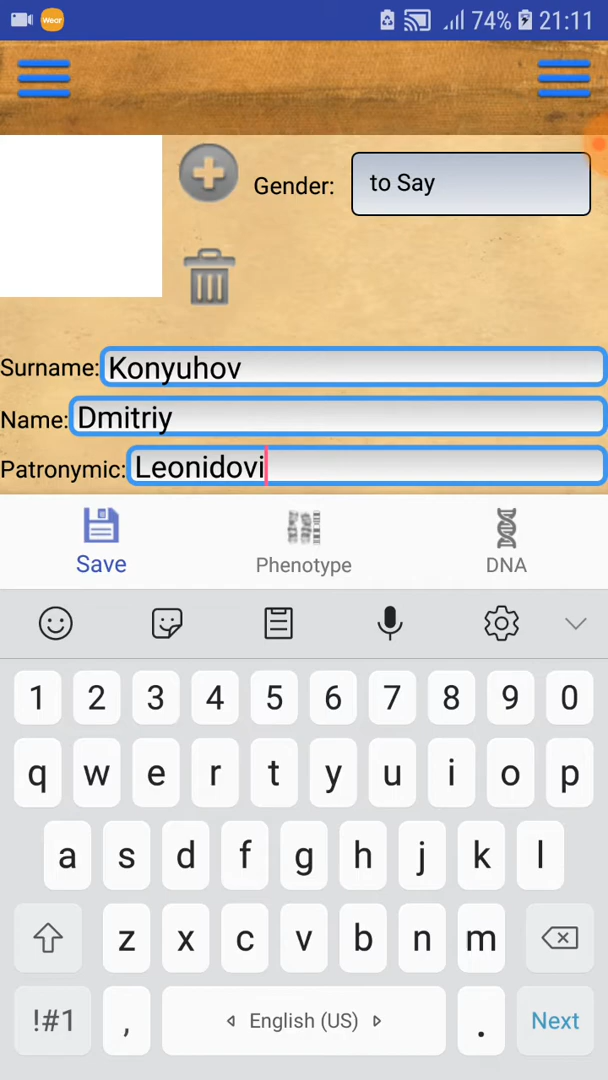 Wear 74% 21:11
Gender: to Say
Surname: Konyuhov
Name: Dmitriy
Patronymic: Leonidovi
Save Phenotype DNA
1 2 3 4 5 6 7 8 9 0
q w e r t y u i o p
a s d f g h j k l
z x c v b n m
!#1 , English (US) . Next